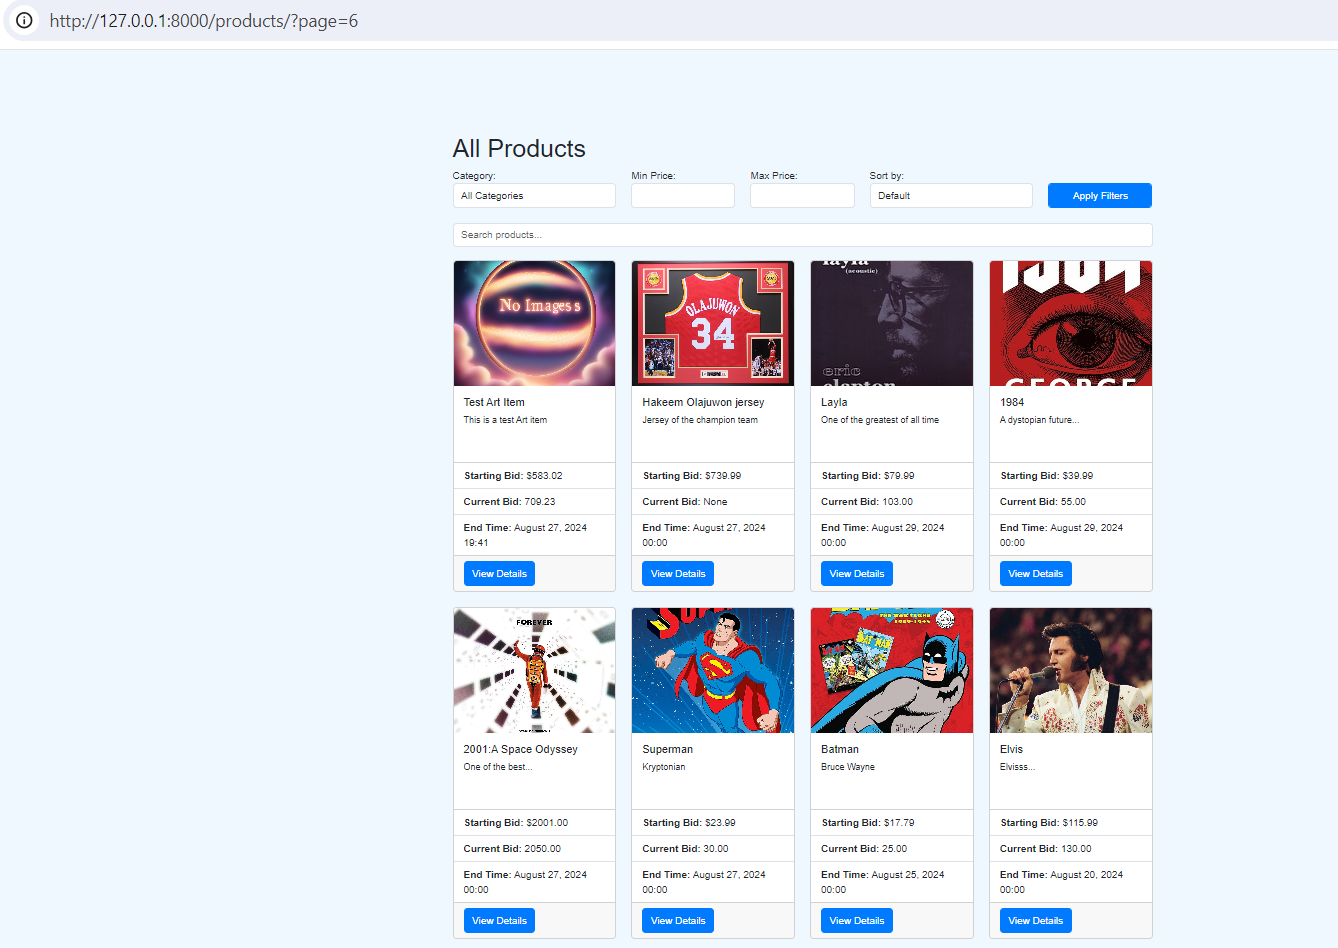 http://127.0.0.1:8000/products/?page=6
All Products
Category:
Min Price:
Max Price:
Sort by:
All Categories
Default
Apply Filters
Search products...
No Images s
OLAJUWON
34
layla
(acoustic)
eric
clapton
1984
GEORGE
Test Art Item
This is a test Art item
Starting Bid: $583.02
Current Bid: 709.23
End Time: August 27, 2024
19:41
View Details
Hakeem Olajuwon jersey
Jersey of the champion team
Starting Bid: $739.99
Current Bid: None
End Time: August 27, 2024
00:00
View Details
Layla
One of the greatest of all time
Starting Bid: $79.99
Current Bid: 103.00
End Time: August 29, 2024
00:00
View Details
1984
A dystopian future...
Starting Bid: $39.99
Current Bid: 55.00
End Time: August 29, 2024
00:00
View Details
FOREVER
2001:A Space Odyssey
One of the best...
Starting Bid: $2001.00
Current Bid: 2050.00
End Time: August 27, 2024
00:00
View Details
SUPER
Superman
Kryptonian
Starting Bid: $23.99
Current Bid: 30.00
End Time: August 27, 2024
00:00
View Details
BATMAN
Batman
Bruce Wayne
Starting Bid: $17.79
Current Bid: 25.00
End Time: August 25, 2024
00:00
View Details
Elvis
Elvisss...
Starting Bid: $115.99
Current Bid: 130.00
End Time: August 20, 2024
00:00
View Details